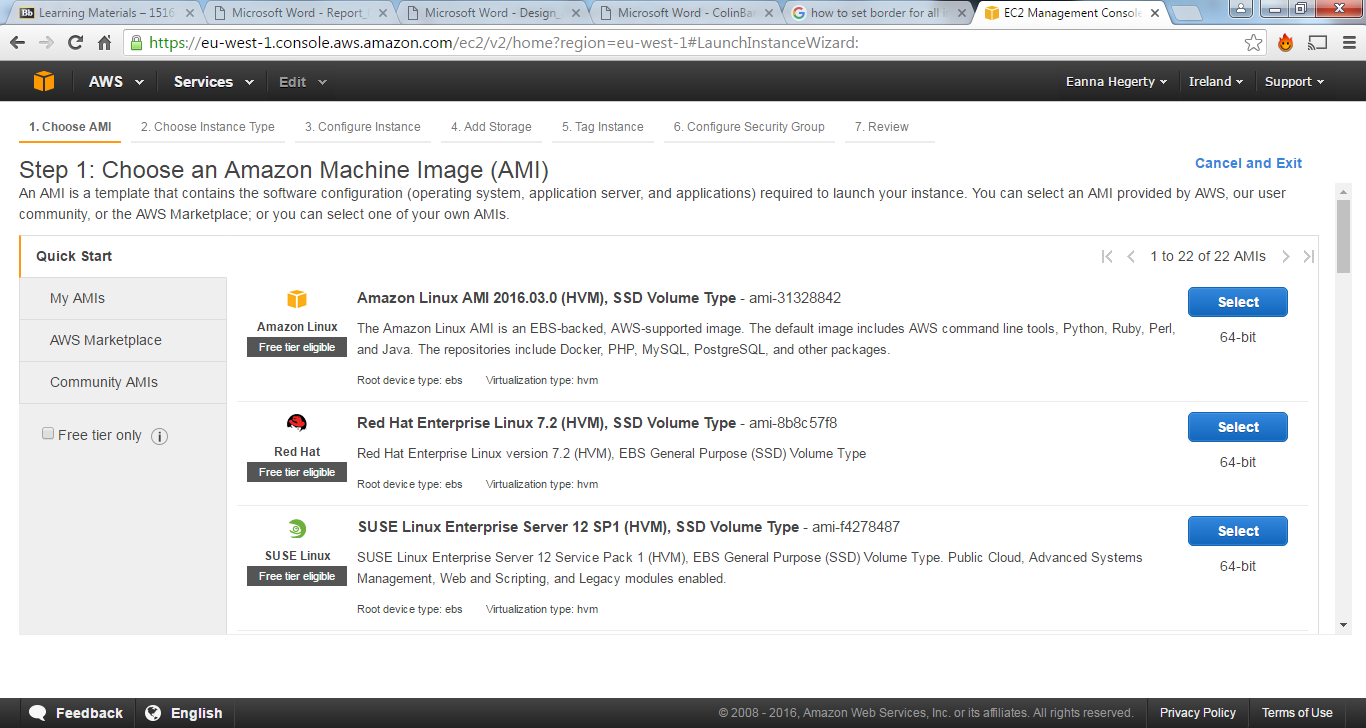 Bb Learning Materials – 1516
Microsoft Word - Report_
Microsoft Word - Design_
Microsoft Word - ColinBa
how to set border for all i
EC2 Management Console
https://eu-west-1.console.aws.amazon.com/ec2/v2/home?region=eu-west-1#LaunchInstanceWizard:
AWS Services Edit Eanna Hegerty Ireland Support
1. Choose AMI 2. Choose Instance Type 3. Configure Instance 4. Add Storage 5. Tag Instance 6. Configure Security Group 7. Review
Step 1: Choose an Amazon Machine Image (AMI)
Cancel and Exit
An AMI is a template that contains the software configuration (operating system, application server, and applications) required to launch your instance. You can select an AMI provided by AWS, our user
community, or the AWS Marketplace; or you can select one of your own AMIs.
Quick Start
1 to 22 of 22 AMIs
My AMIs
AWS Marketplace
Community AMIs
Free tier only
Amazon Linux
Free tier eligible
Amazon Linux AMI 2016.03.0 (HVM), SSD Volume Type - ami-31328842
The Amazon Linux AMI is an EBS-backed, AWS-supported image. The default image includes AWS command line tools, Python, Ruby, Perl,
and Java. The repositories include Docker, PHP, MySQL, PostgreSQL, and other packages.
Root device type: ebs Virtualization type: hvm
Select
64-bit
Red Hat
Free tier eligible
Red Hat Enterprise Linux 7.2 (HVM), SSD Volume Type - ami-8b8c57f8
Red Hat Enterprise Linux version 7.2 (HVM), EBS General Purpose (SSD) Volume Type
Root device type: ebs Virtualization type: hvm
Select
64-bit
SUSE Linux
Free tier eligible
SUSE Linux Enterprise Server 12 SP1 (HVM), SSD Volume Type - ami-f4278487
SUSE Linux Enterprise Server 12 Service Pack 1 (HVM), EBS General Purpose (SSD) Volume Type. Public Cloud, Advanced Systems
Management, Web and Scripting, and Legacy modules enabled.
Root device type: ebs Virtualization type: hvm
Select
64-bit
Feedback English © 2008 - 2016, Amazon Web Services, Inc. or its affiliates. All rights reserved. Privacy Policy Terms of Use